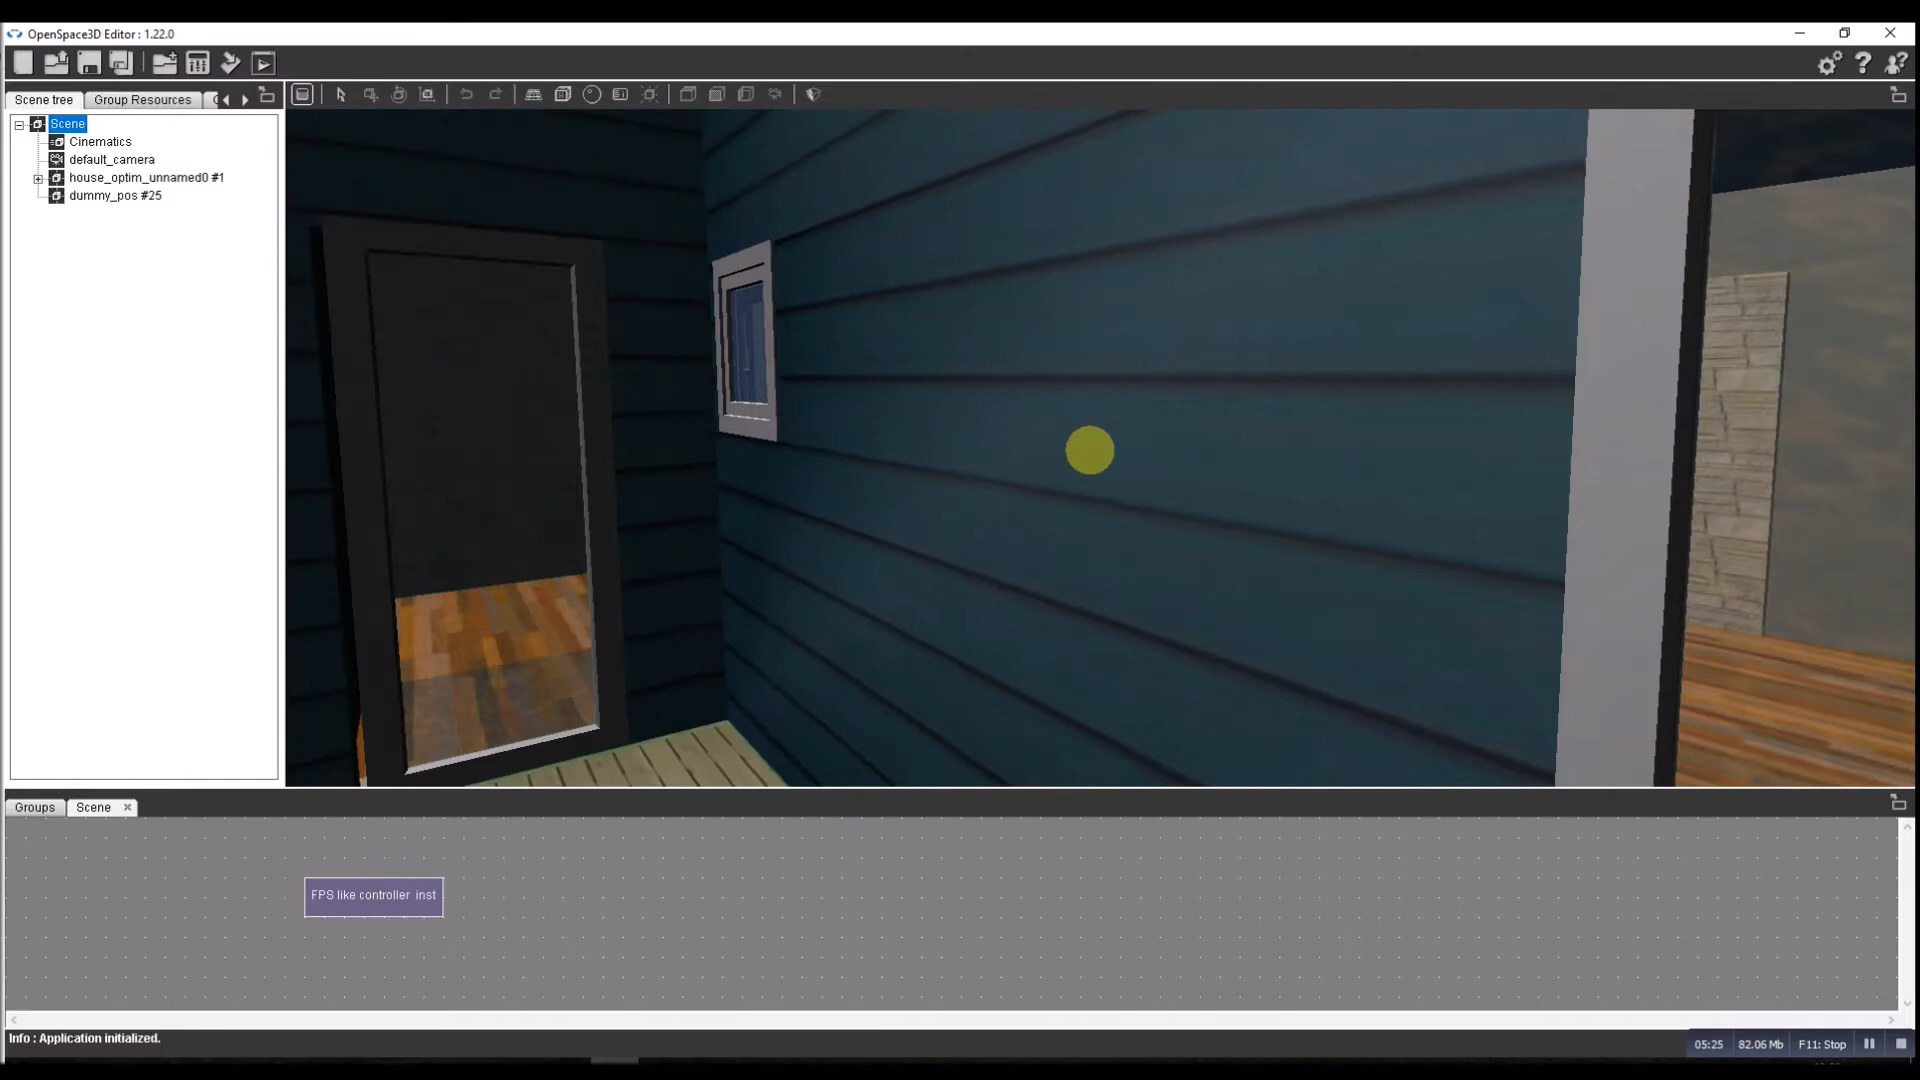 OpenSpace3D Editor : 1.22.0
Scene tree
Group Resources
Scene
Cinematics
default_camera
house_optim_unnamed0 #1
dummy_pos #25
Groups
Scene
FPS like controller inst
Info : Application initialized.
05:25
82.06 Mb
F11: Stop